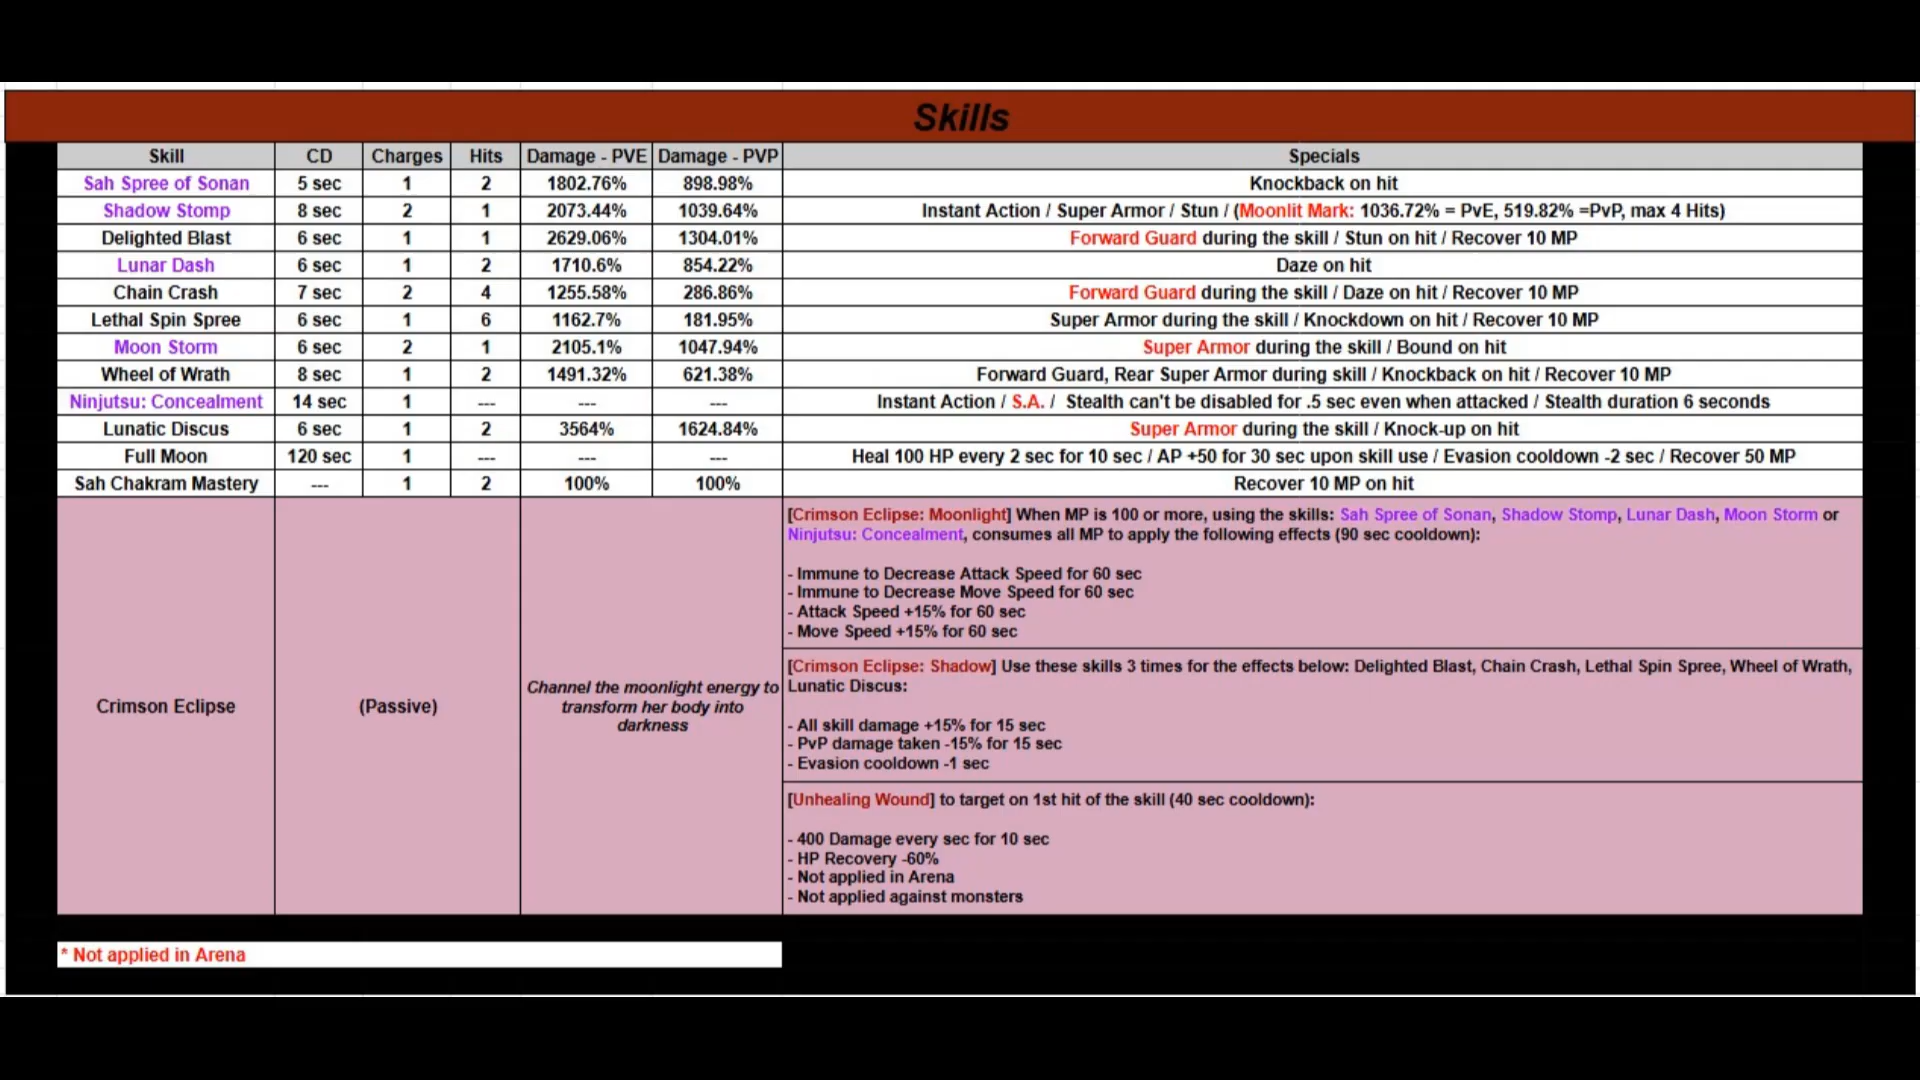 Skills
Skill CD Charges Hits Damage - PVE Damage - PVP Specials
Sah Spree of Sonan 5 sec 1 2 1802.76% 898.98% Knockback on hit
Shadow Stomp 8 sec 2 1 2073.44% 1039.64% Instant Action / Super Armor / Stun / (Moonlit Mark: 1036.72% = PvE, 519.82% =PvP, max 4 Hits)
Delighted Blast 6 sec 1 1 2629.06% 1304.01% Forward Guard during the skill / Stun on hit / Recover 10 MP
Lunar Dash 6 sec 1 2 1710.6% 854.22% Daze on hit
Chain Crash 7 sec 2 4 1255.58% 286.86% Forward Guard during the skill / Daze on hit / Recover 10 MP
Lethal Spin Spree 6 sec 1 6 1162.7% 181.95% Super Armor during the skill / Knockdown on hit / Recover 10 MP
Moon Storm 6 sec 2 1 2105.1% 1047.94% Super Armor during the skill / Bound on hit
Wheel of Wrath 8 sec 1 2 1491.32% 621.38% Forward Guard, Rear Super Armor during skill / Knockback on hit / Recover 10 MP
Ninjutsu: Concealment 14 sec 1 --- --- --- Instant Action / S.A. / Stealth can't be disabled for .5 sec even when attacked / Stealth duration 6 seconds
Lunatic Discus 6 sec 1 2 3564% 1624.84% Super Armor during the skill / Knock-up on hit
Full Moon 120 sec 1 --- --- --- Heal 100 HP every 2 sec for 10 sec / AP +50 for 30 sec upon skill use / Evasion cooldown -2 sec / Recover 50 MP
Sah Chakram Mastery --- 1 2 100% 100% Recover 10 MP on hit
Crimson Eclipse
(Passive)
Channel the moonlight energy to
transform her body into
darkness
[Crimson Eclipse: Moonlight] When MP is 100 or more, using the skills: Sah Spree of Sonan, Shadow Stomp, Lunar Dash, Moon Storm or
Ninjutsu: Concealment, consumes all MP to apply the following effects (90 sec cooldown):
- Immune to Decrease Attack Speed for 60 sec
- Immune to Decrease Move Speed for 60 sec
- Attack Speed +15% for 60 sec
- Move Speed +15% for 60 sec
[Crimson Eclipse: Shadow] Use these skills 3 times for the effects below: Delighted Blast, Chain Crash, Lethal Spin Spree, Wheel of Wrath,
Lunatic Discus:
- All skill damage +15% for 15 sec
- PvP damage taken -15% for 15 sec
- Evasion cooldown -1 sec
[Unhealing Wound] to target on 1st hit of the skill (40 sec cooldown):
- 400 Damage every sec for 10 sec
- HP Recovery -60%
- Not applied in Arena
- Not applied against monsters
* Not applied in Arena